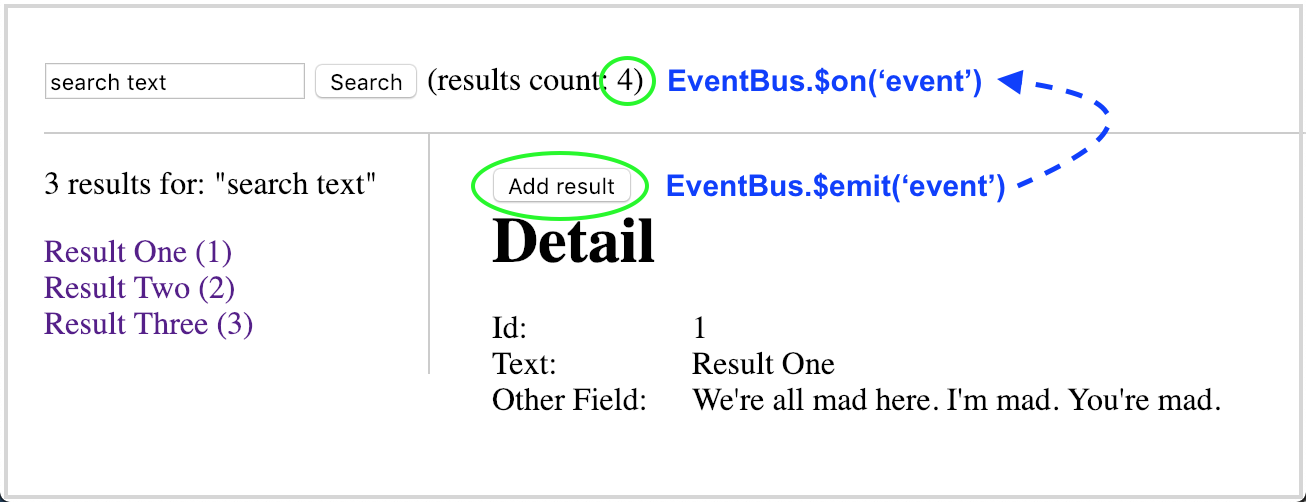 search text Search (results count: 4) EventBus.$on(‘event’)
3 results for: "search text"
Result One (1)
Result Two (2)
Result Three (3)
Add result EventBus.$emit(‘event’)
Detail
Id: 1
Text: Result One
Other Field: We're all mad here. I'm mad. You're mad.